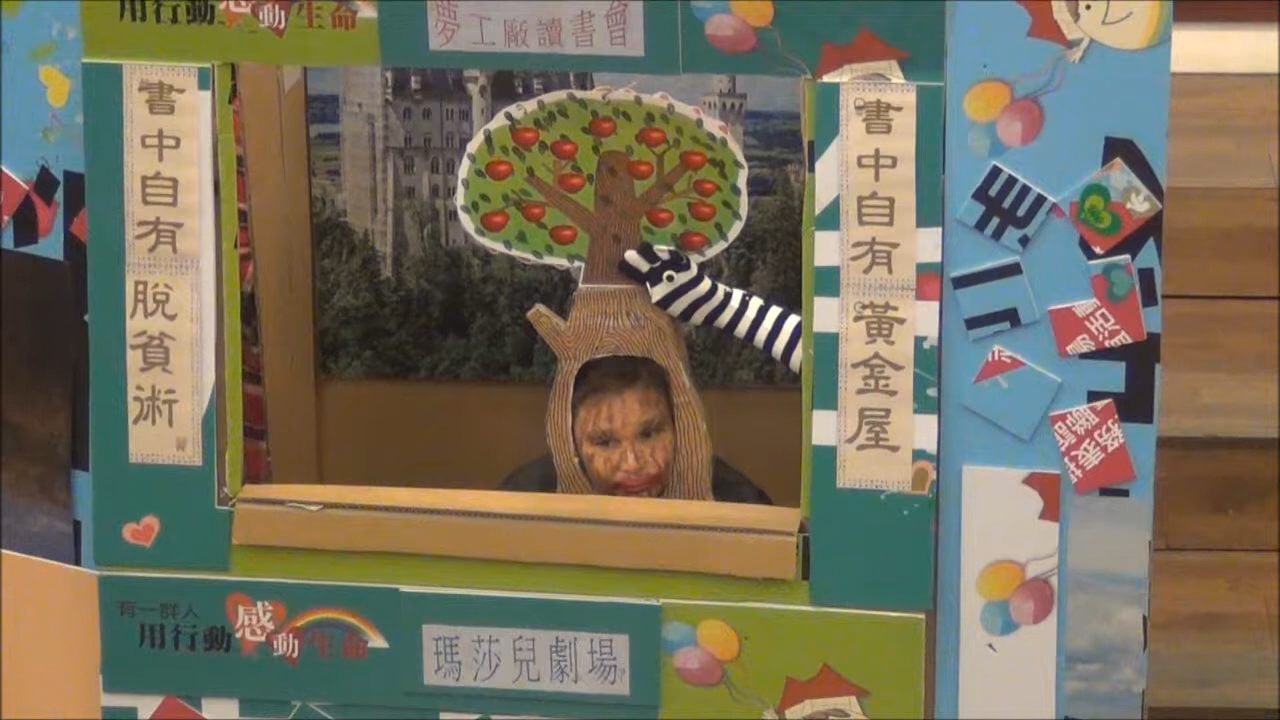 用行動感動生命
夢工廠讀書會
書中自有脫貧術
書中自有黃金屋
有一群人
用行動感動生命
瑪莎兒劇場